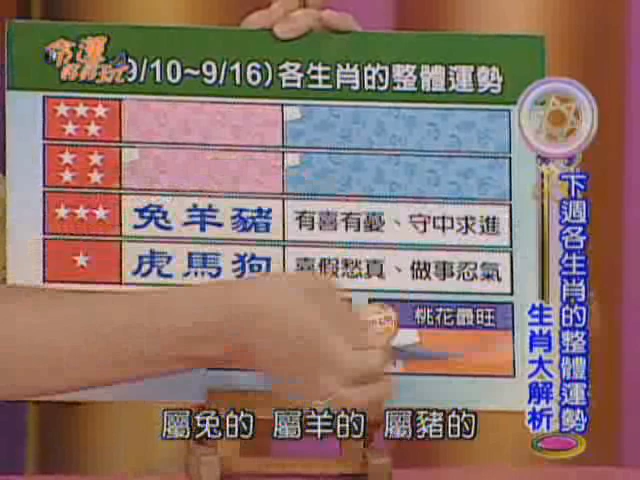 命運好好玩
9/10~9/16)各生肖的整體運勢
★★★★★
★★★★
★★★ 兔羊豬 有喜有憂、守中求進
★ 虎馬狗 喜假愁真、做事忍氣
桃花最旺
下週各生肖的整體運勢
生肖大解析
屬兔的 屬羊的 屬豬的